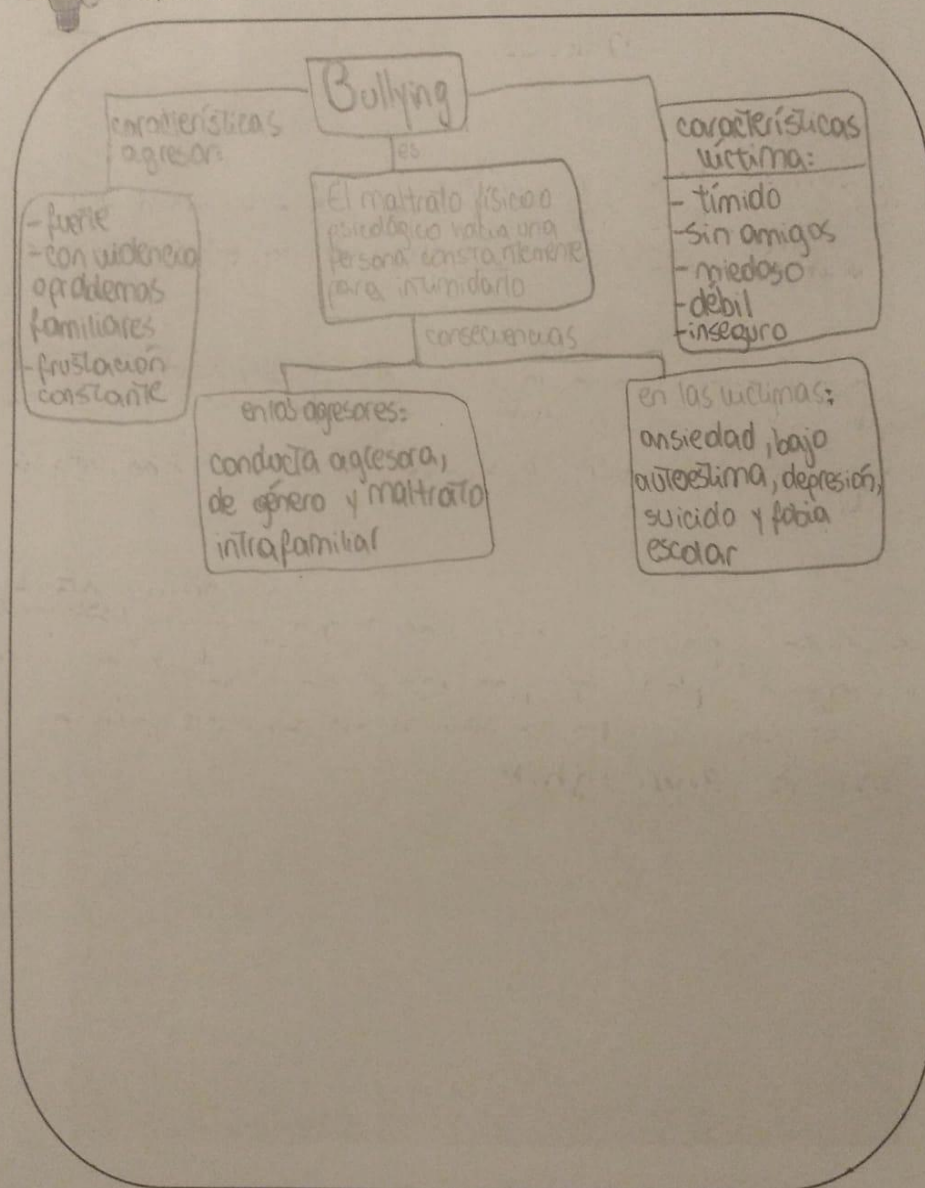 Bullying
características
agresor:
es
características
víctima:
- fuerte
- con violencia
o problemas
familiares
- frustación
constante
El maltrato físico o
psicológico hacia una
persona constantemente
para intimidarlo
- tímido
- sin amigos
- miedoso
- débil
- inseguro
consecuencias
en los agresores:
conducta agresora,
de género y maltrato
intrafamiliar
en las víctimas:
ansiedad, bajo
autoestima, depresión,
suicido y fobia
escolar